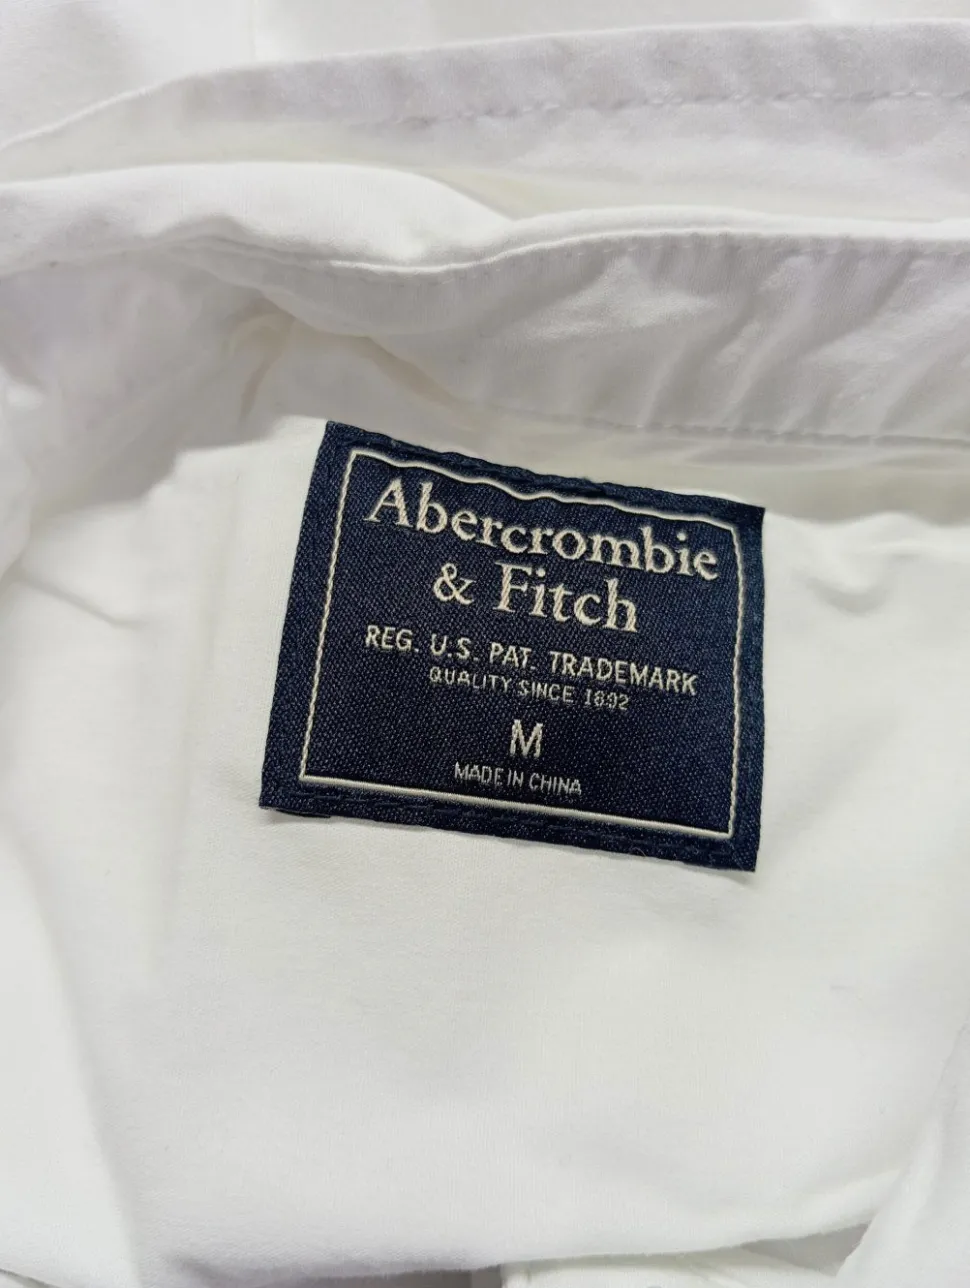 Abercrombie
& Fitch
REG. U.S. PAT. TRADEMARK
QUALITY SINCE 1892
M
MADE IN CHINA